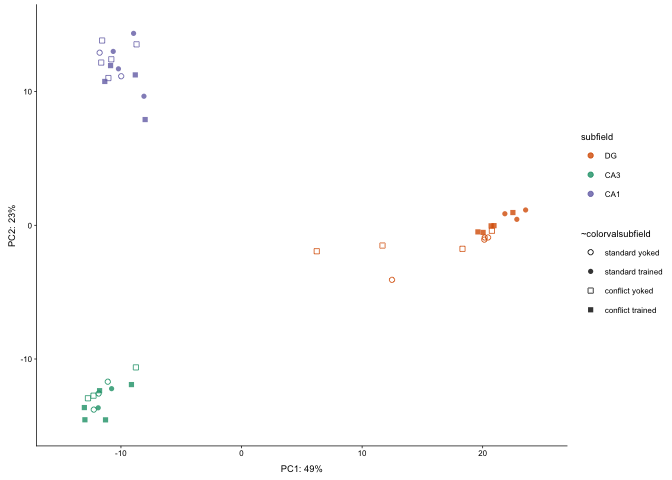 10
0
-10
PC2: 23%
-10
0
10
20
PC1: 49%
subfield
DG
CA3
CA1
~colorvalsubfield
standard yoked
standard trained
conflict yoked
conflict trained